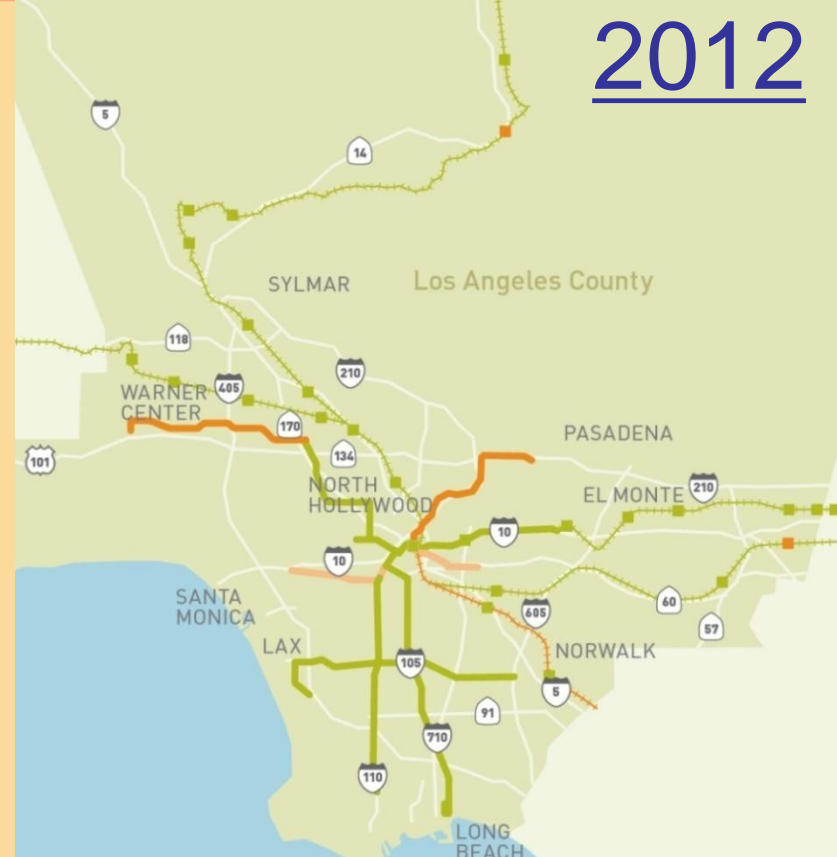 2012
5
14
SYLMAR
Los Angeles County
118
210
WARNER
CENTER
405
170
134
101
PASADENA
NORTH
HOLLYWOOD
EL MONTE
210
10
10
SANTA
MONICA
60
605
57
LAX
105
NORWALK
5
91
710
110
LONG
BEACH